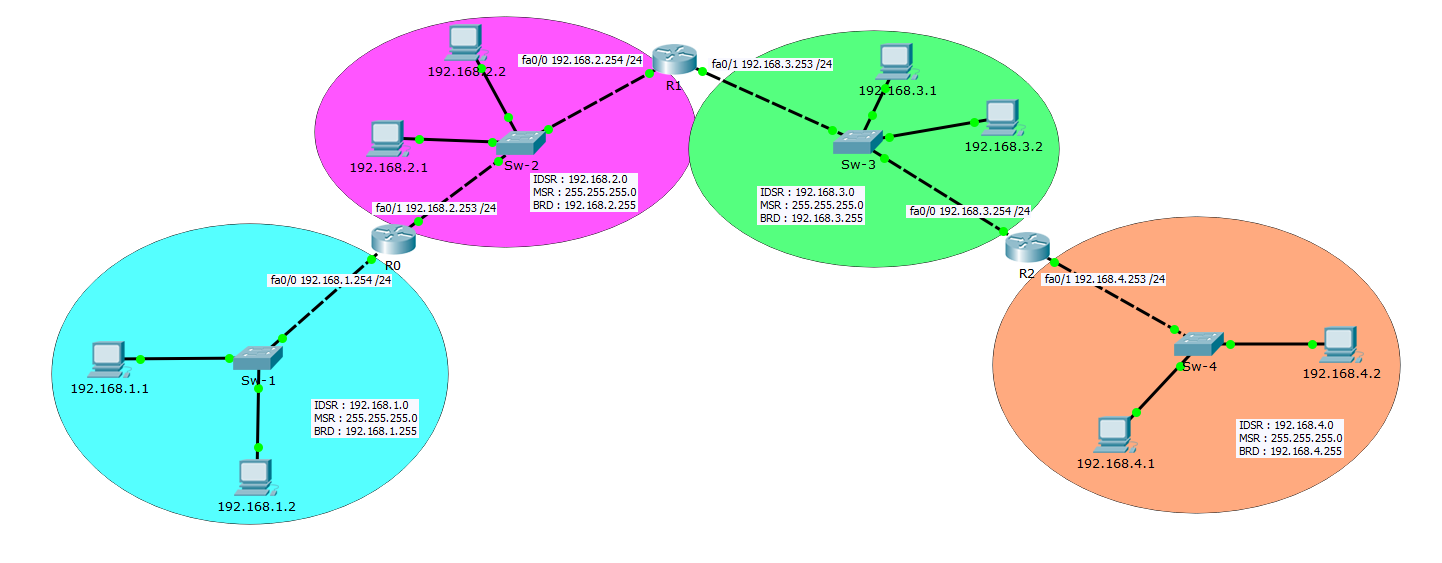 fa0/0 192.168.2.254 /24
R1
fa0/1 192.168.3.253 /24
192.168.2.2
192.168.3.1
192.168.2.1
Sw-2
192.168.3.2
Sw-3
IDSR : 192.168.2.0
MSR : 255.255.255.0
BRD : 192.168.2.255
IDSR : 192.168.3.0
MSR : 255.255.255.0
BRD : 192.168.3.255
fa0/1 192.168.2.253 /24
fa0/0 192.168.3.254 /24
R0
R2
fa0/0 192.168.1.254 /24
fa0/1 192.168.4.253 /24
192.168.1.1
Sw-1
Sw-4
192.168.4.2
IDSR : 192.168.1.0
MSR : 255.255.255.0
BRD : 192.168.1.255
IDSR : 192.168.4.0
MSR : 255.255.255.0
BRD : 192.168.4.255
192.168.4.1
192.168.1.2